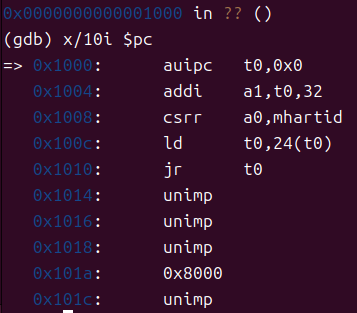 0x0000000000001000 in ?? ()
(gdb) x/10i $pc
=> 0x1000:	auipc	t0,0x0
   0x1004:	addi	a1,t0,32
   0x1008:	csrr	a0,mhartid
   0x100c:	ld	t0,24(t0)
   0x1010:	jr	t0
   0x1014:	unimp
   0x1016:	unimp
   0x1018:	unimp
   0x101a:	0x8000
   0x101c:	unimp